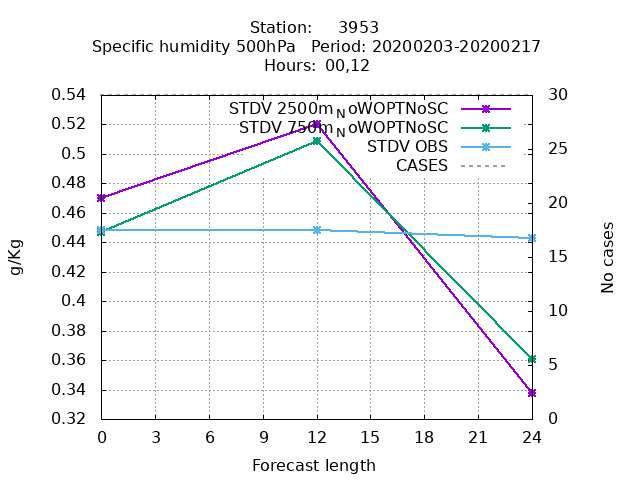 Station: 3953
Specific humidity 500hPa Period: 20200203-20200217
Hours: 00,12
g/Kg
0.54
0.52
0.5
0.48
0.46
0.44
0.42
0.4
0.38
0.36
0.34
0.32
STDV 2500m_NoWOPTNoSC
STDV 750m_NoWOPTNoSC
STDV OBS
CASES
30
25
20
15
10
5
0
No cases
0 3 6 9 12 15 18 21 24
Forecast length